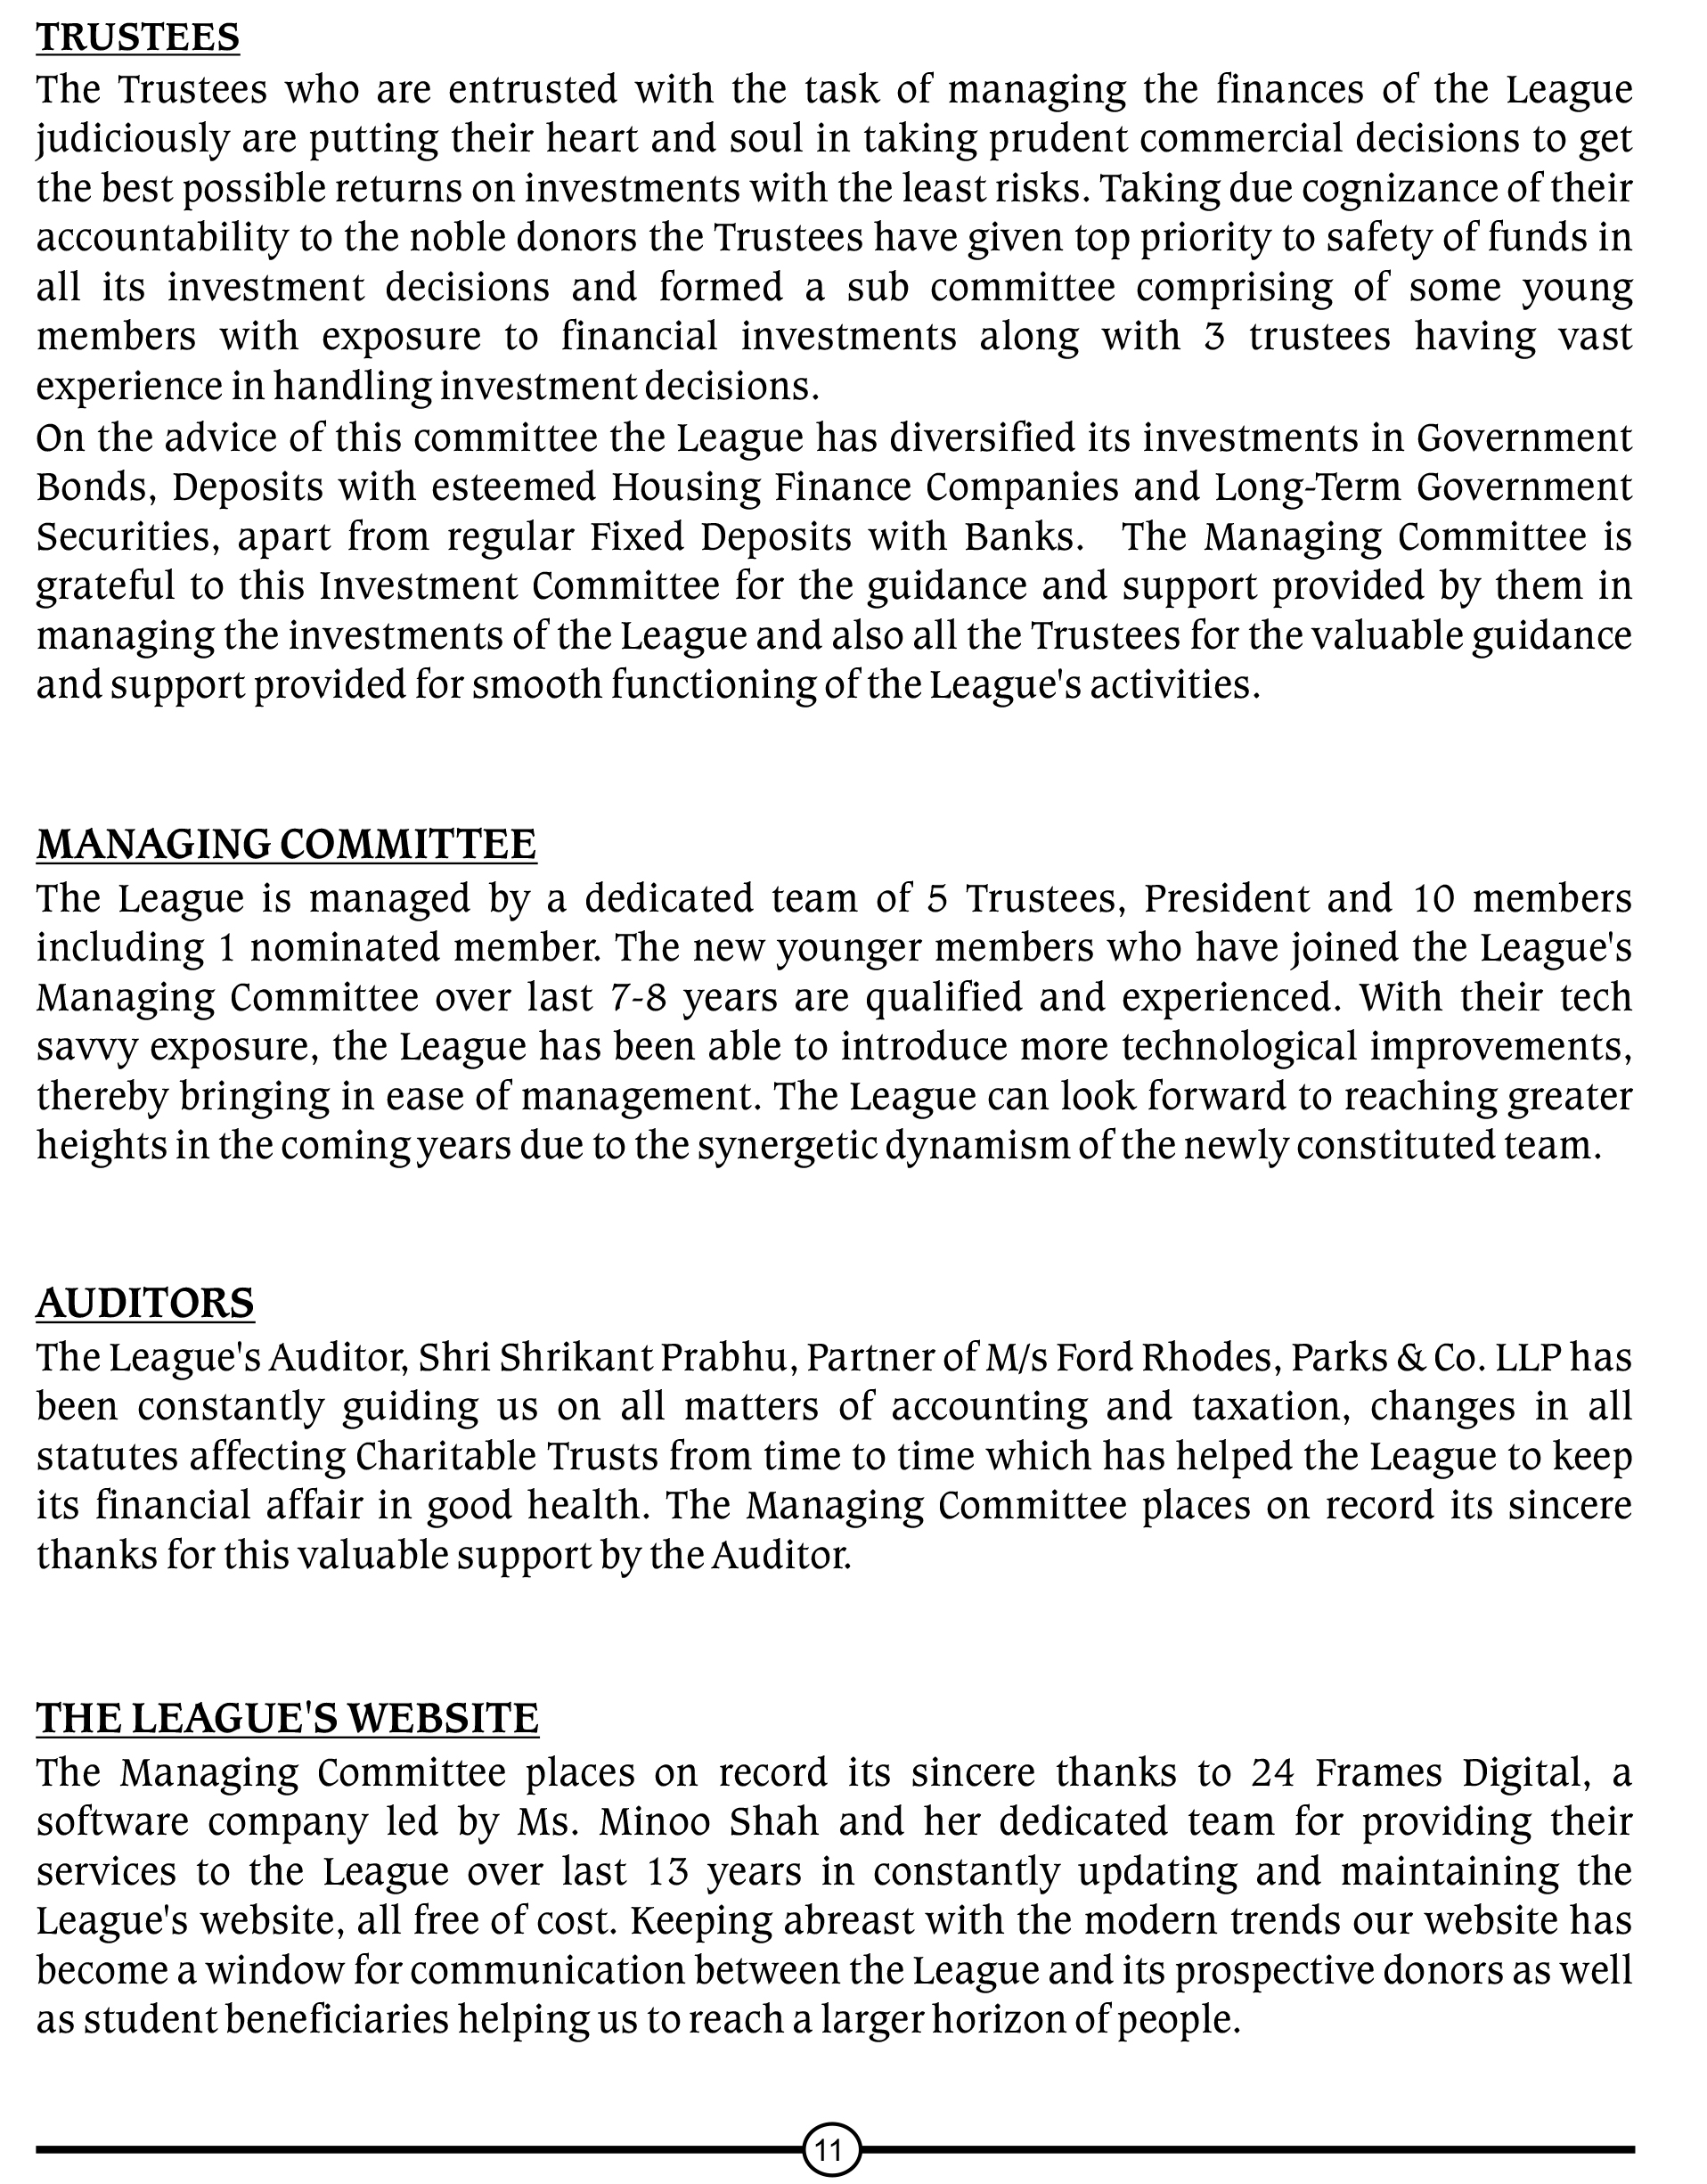 TRUSTEES
The Trustees who are entrusted with the task of managing the finances of the League
judiciously are putting their heart and soul in taking prudent commercial decisions to get
the best possible returns on investments with the least risks. Taking due cognizance of their
accountability to the noble donors the Trustees have given top priority to safety of funds in
all its investment decisions and formed a sub committee comprising of some young
members with exposure to financial investments along with 3 trustees having vast
experience in handling investment decisions.
On the advice of this committee the League has diversified its investments in Government
Bonds, Deposits with esteemed Housing Finance Companies and Long-Term Government
Securities, apart from regular Fixed Deposits with Banks.  The Managing Committee is
grateful to this Investment Committee for the guidance and support provided by them in
managing the investments of the League and also all the Trustees for the valuable guidance
and support provided for smooth functioning of the League's activities.
MANAGING COMMITTEE
The League is managed by a dedicated team of 5 Trustees, President and 10 members
including 1 nominated member. The new younger members who have joined the League's
Managing Committee over last 7-8 years are qualified and experienced. With their tech
savvy exposure, the League has been able to introduce more technological improvements,
thereby bringing in ease of management. The League can look forward to reaching greater
heights in the coming years due to the synergetic dynamism of the newly constituted team.
AUDITORS
The League's Auditor, Shri Shrikant Prabhu, Partner of M/s Ford Rhodes, Parks & Co. LLP has
been constantly guiding us on all matters of accounting and taxation, changes in all
statutes affecting Charitable Trusts from time to time which has helped the League to keep
its financial affair in good health. The Managing Committee places on record its sincere
thanks for this valuable support by the Auditor.
THE LEAGUE'S WEBSITE
The Managing Committee places on record its sincere thanks to 24 Frames Digital, a
software company led by Ms. Minoo Shah and her dedicated team for providing their
services to the League over last 13 years in constantly updating and maintaining the
League's website, all free of cost. Keeping abreast with the modern trends our website has
become a window for communication between the League and its prospective donors as well
as student beneficiaries helping us to reach a larger horizon of people.
11